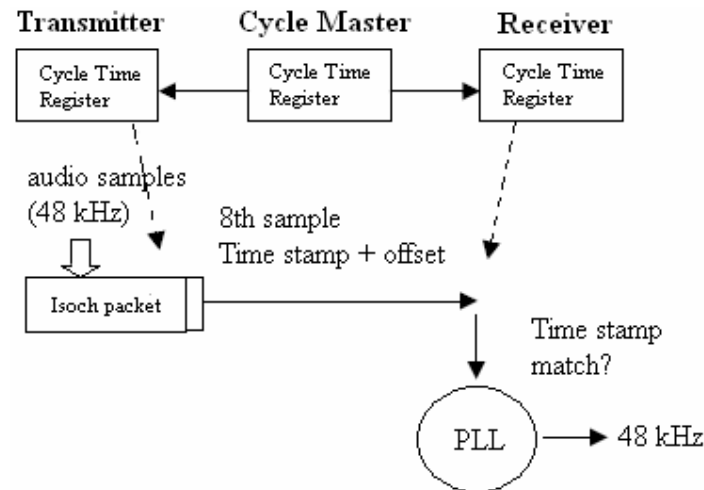 Transmitter
Cycle Master
Receiver
Cycle Time
Register
Cycle Time
Register
Cycle Time
Register
audio samples
(48 kHz)
8th sample
Time stamp + offset
Isoch packet
Time stamp
match?
PLL
48 kHz